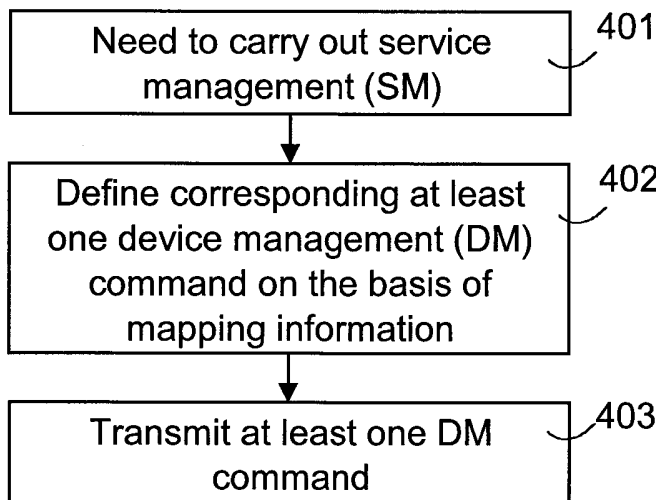 Need to carry out service
management (SM)
401
Define corresponding at least
one device management (DM)
command on the basis of
mapping information
402
Transmit at least one DM
command
403